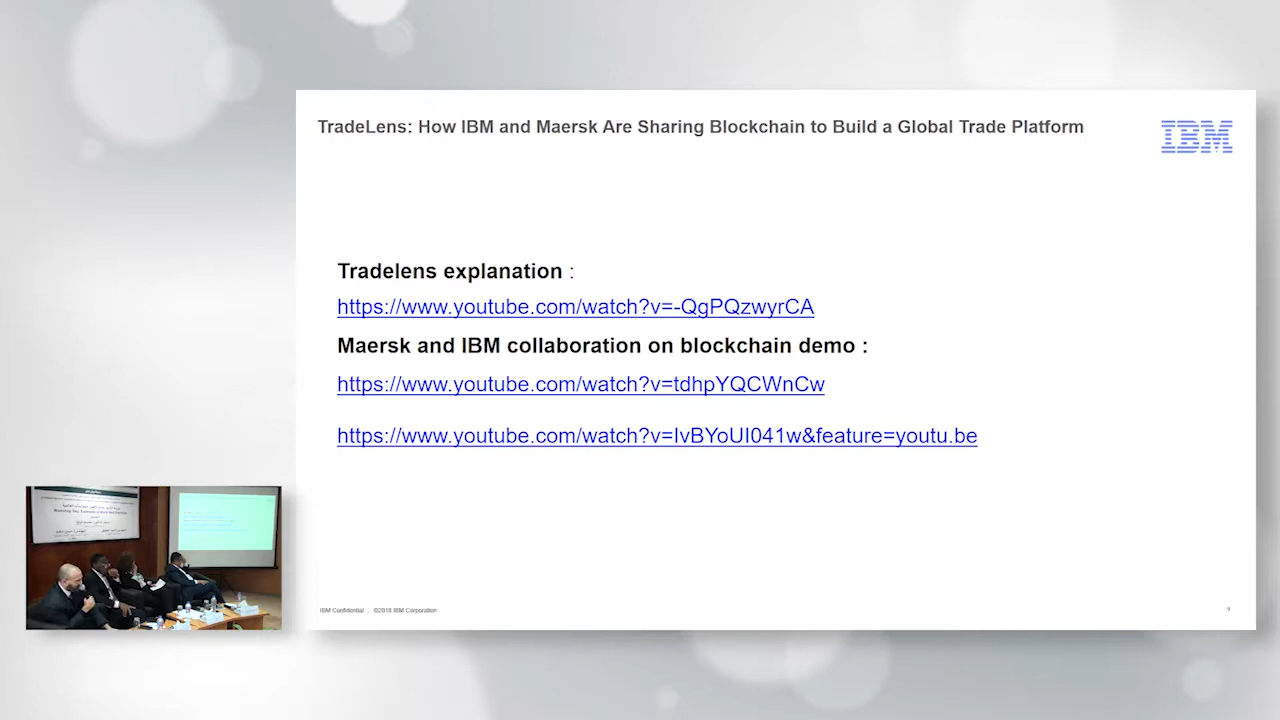 TradeLens: How IBM and Maersk Are Sharing Blockchain to Build a Global Trade Platform
IBM
Tradelens explanation :
https://www.youtube.com/watch?v=-QgPQzwyrCA
Maersk and IBM collaboration on blockchain demo :
https://www.youtube.com/watch?v=tdhpYQCWnCw
https://www.youtube.com/watch?v=IvBYoUI041w&feature=youtu.be
IBM Confidential : ©2018 IBM Corporation
9